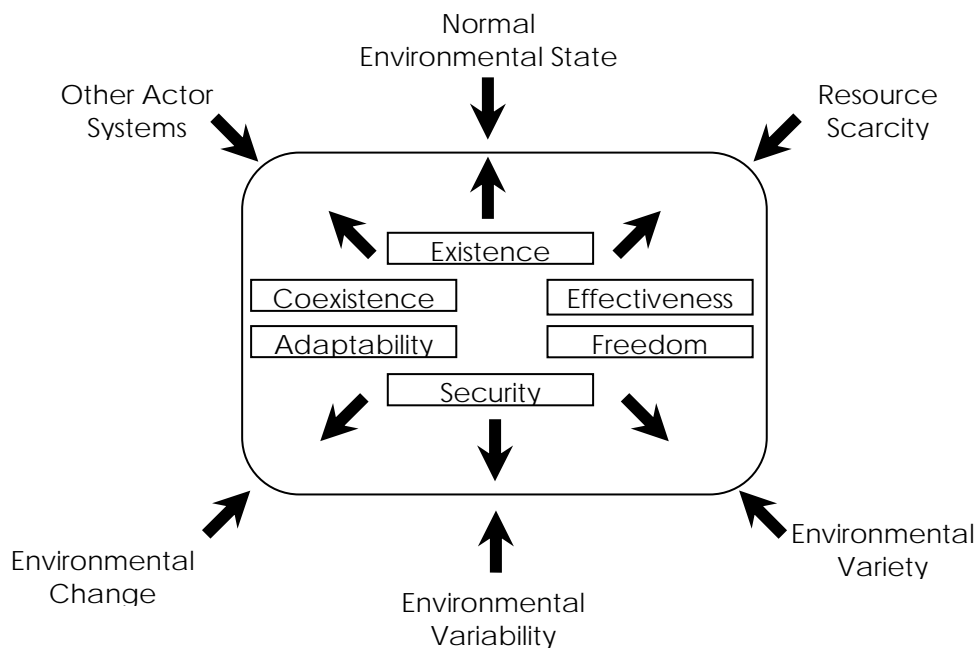 Normal
Environmental State
Other Actor
Systems
Resource
Scarcity
Existence
Coexistence
Effectiveness
Adaptability
Freedom
Security
Environmental
Change
Environmental
Variability
Environmental
Variety